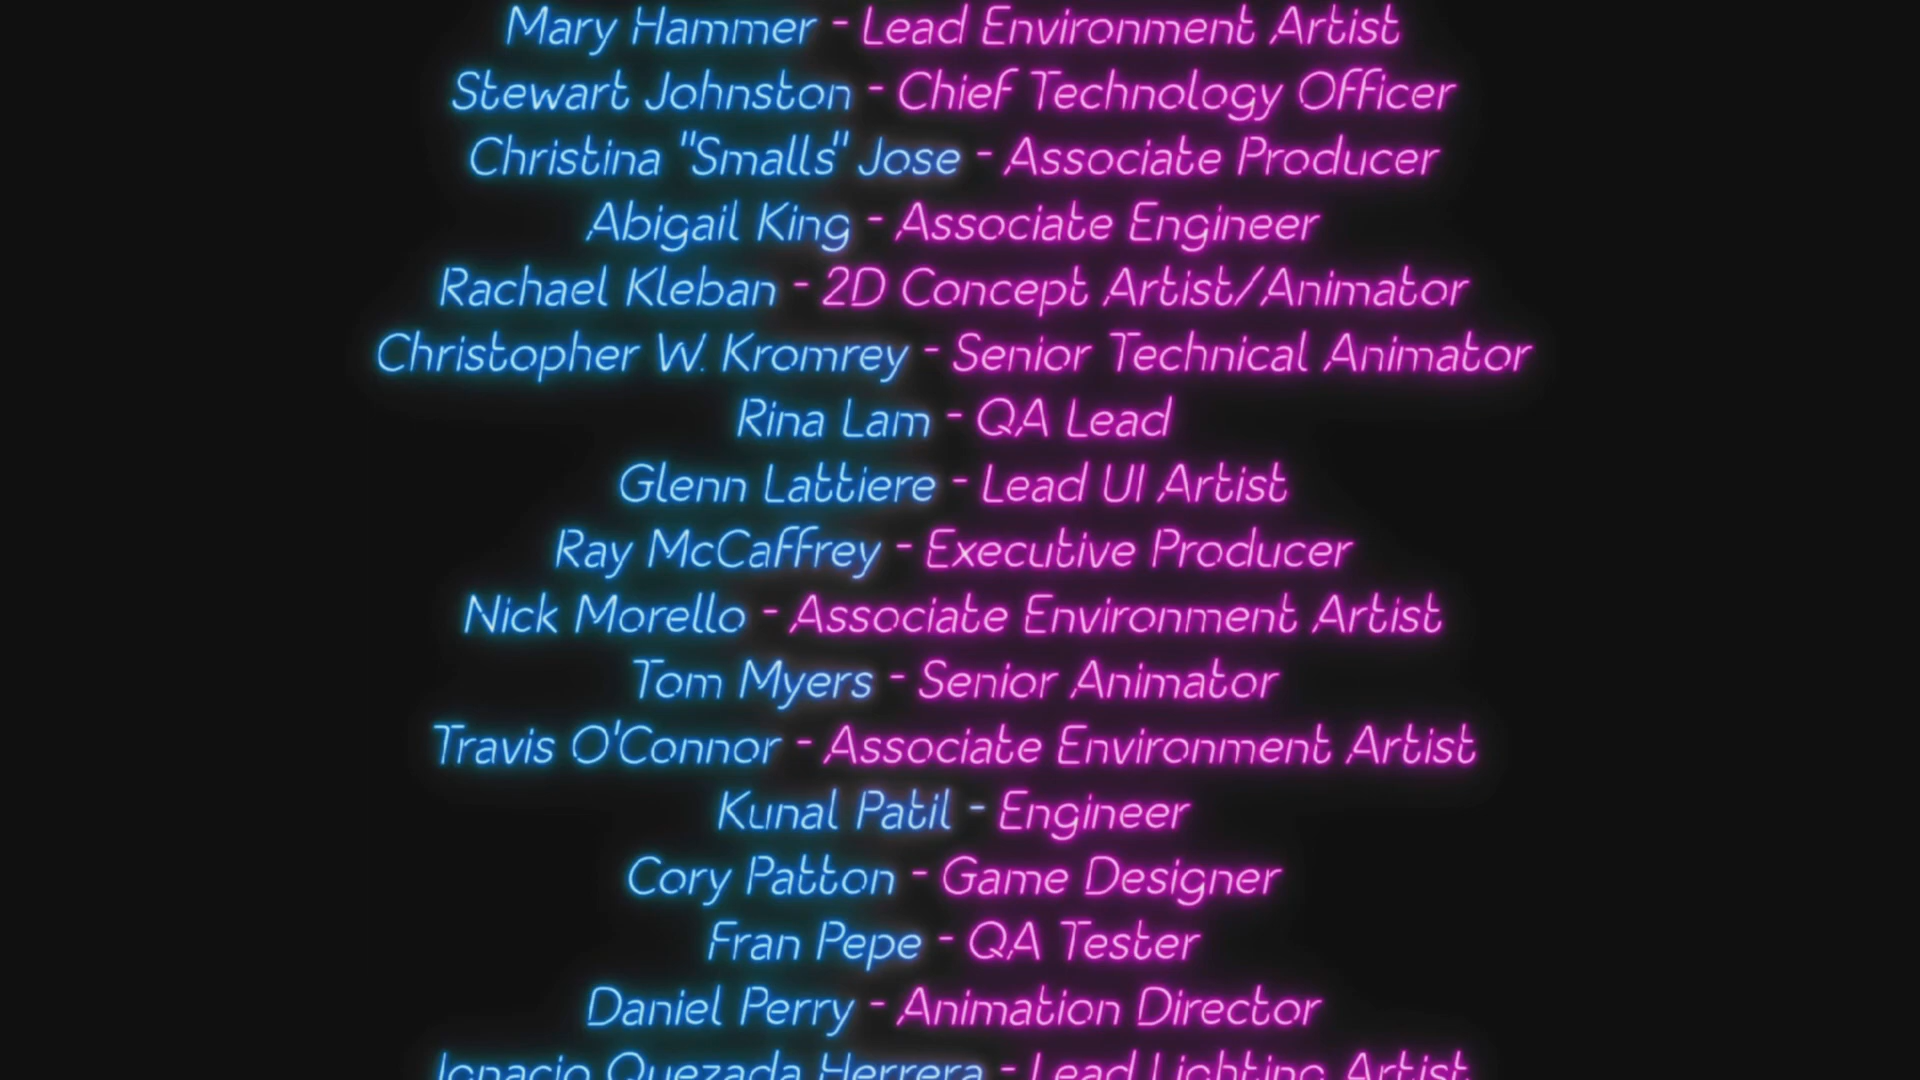 Mary Hammer - Lead Environment Artist
Stewart Johnston - Chief Technology Officer
Christina "Smalls" Jose - Associate Producer
Abigail King - Associate Engineer
Rachael Kleban - 2D Concept Artist/Animator
Christopher W. Kromrey - Senior Technical Animator
Rina Lam - QA Lead
Glenn Lattiere - Lead UI Artist
Ray McCaffrey - Executive Producer
Nick Morello - Associate Environment Artist
Tom Myers - Senior Animator
Travis O'Connor - Associate Environment Artist
Kunal Patil - Engineer
Cory Patton - Game Designer
Fran Pepe - QA Tester
Daniel Perry - Animation Director
Ignacio Quezada Herrera - Lead Lighting Artist